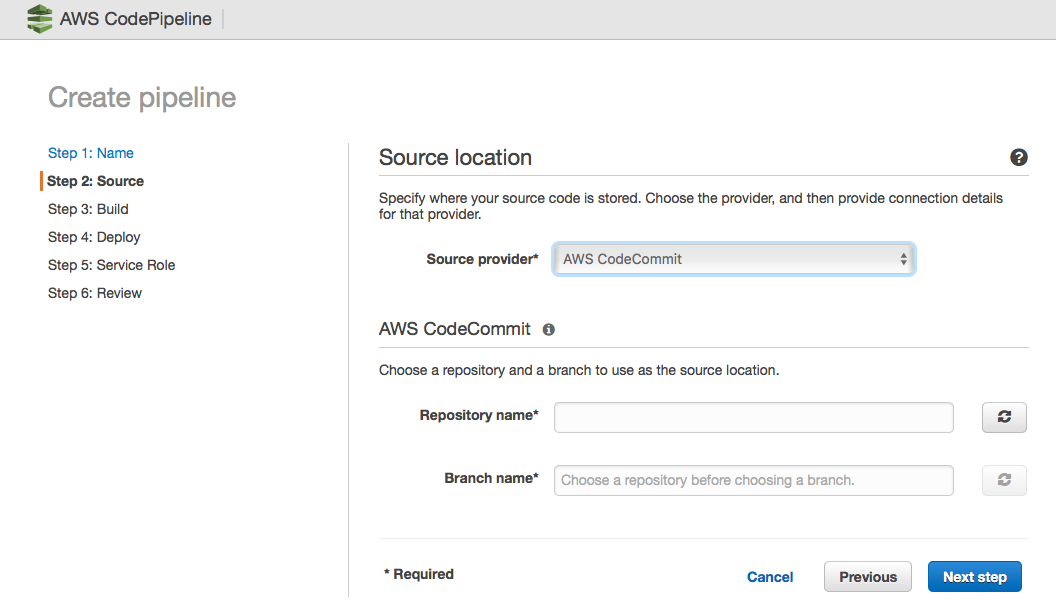 AWS CodePipeline
Create pipeline
Step 1: Name
Step 2: Source
Step 3: Build
Step 4: Deploy
Step 5: Service Role
Step 6: Review
Source location
Specify where your source code is stored. Choose the provider, and then provide connection details
for that provider.
Source provider* AWS CodeCommit
AWS CodeCommit
Choose a repository and a branch to use as the source location.
Repository name*
Branch name* Choose a repository before choosing a branch.
* Required Cancel Previous Next step